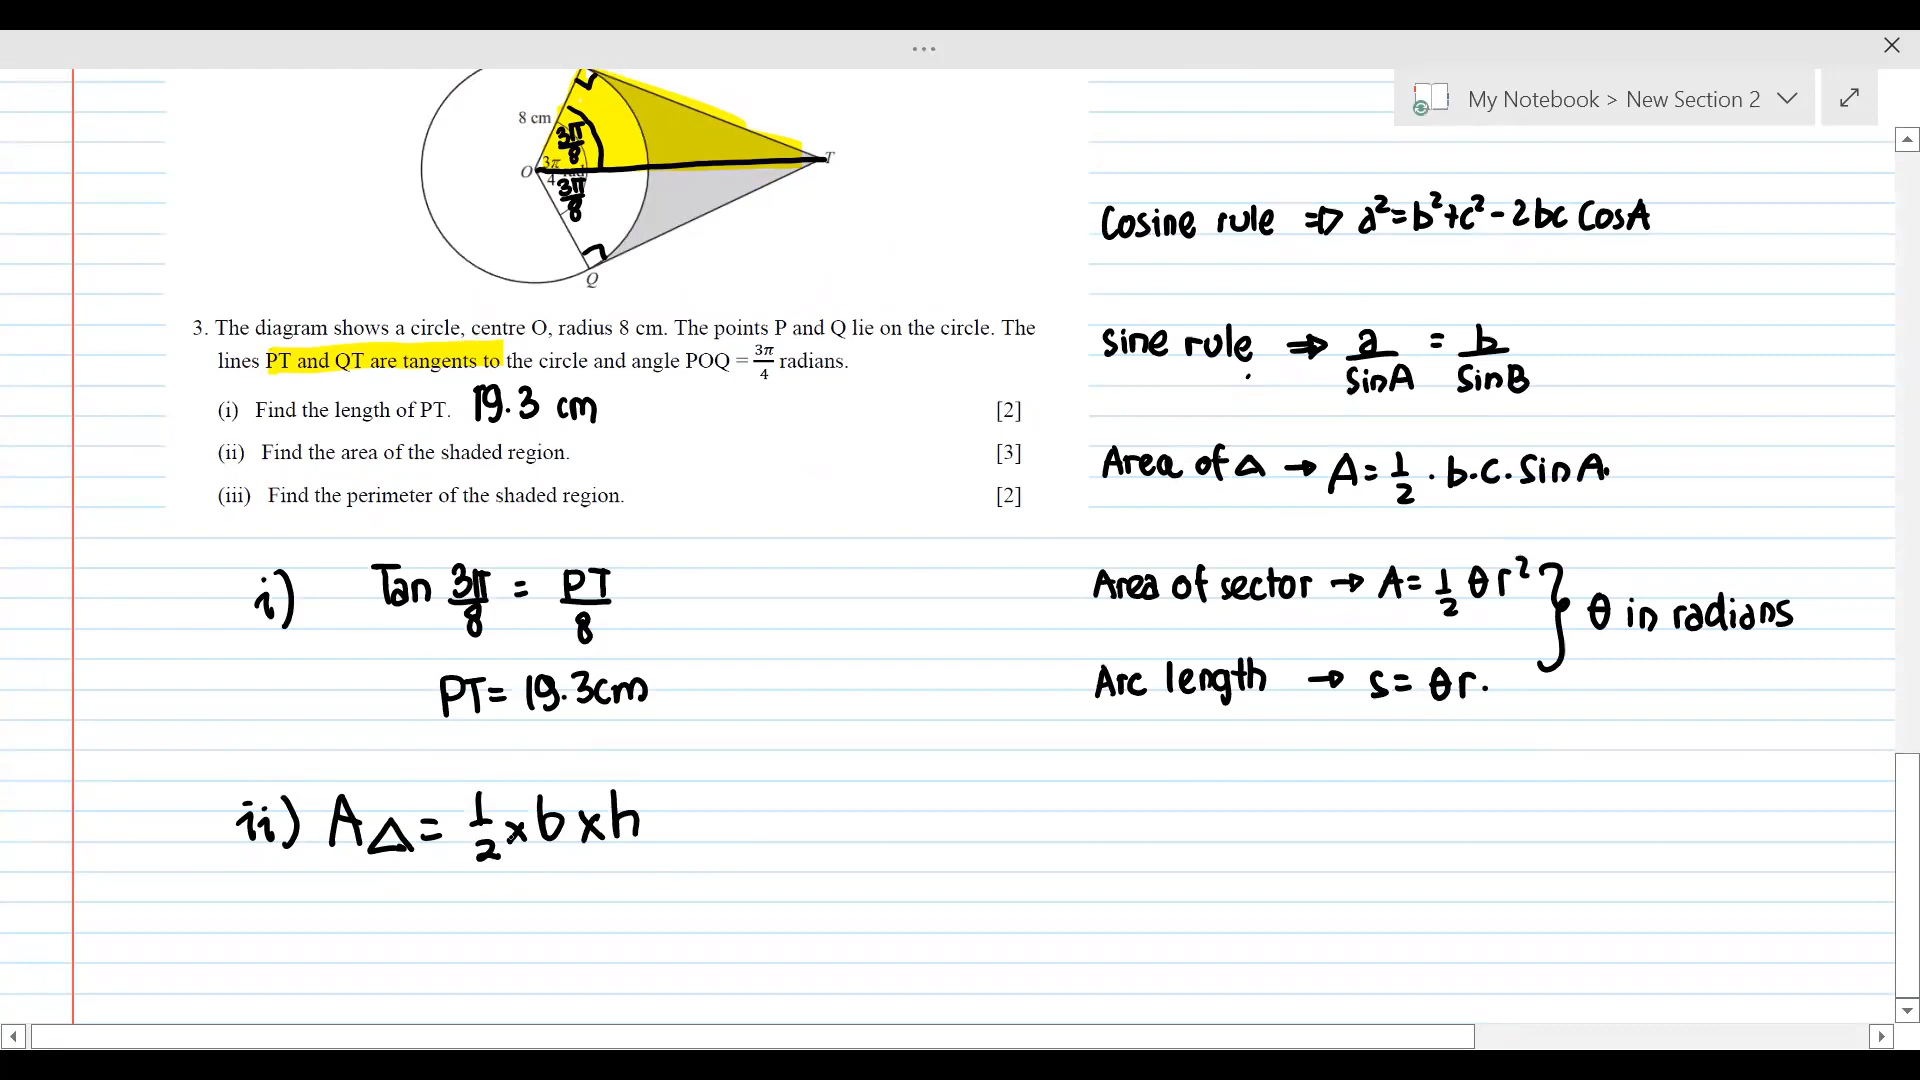 My Notebook > New Section 2
8 cm
3π/8
O
3π/4
3π/8
T
Q
3. The diagram shows a circle, centre O, radius 8 cm. The points P and Q lie on the circle. The
lines PT and QT are tangents to the circle and angle POQ = 3π/4 radians.
(i) Find the length of PT. 19.3 cm [2]
(ii) Find the area of the shaded region. [3]
(iii) Find the perimeter of the shaded region. [2]
i) Tan 3π/8 = PT/8
PT = 19.3cm
ii) A△ = 1/2 × b × h
Cosine rule ⇒ a² = b² + c² - 2bc CosA
Sine rule ⇒ a/SinA = b/SinB
Area of △ → A = 1/2 . b.c. Sin A.
Area of sector → A = 1/2 θ r² } θ in radians
Arc length → s = θr.